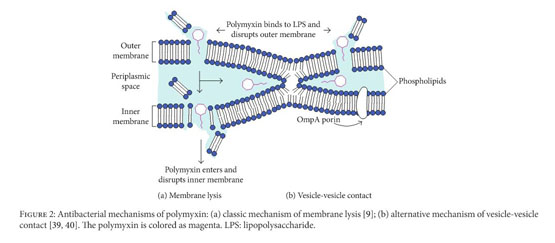 Polymyxin binds to LPS and
disrupts outer membrane
Outer
membrane
Periplasmic
space
Phospholipids
Inner
membrane
OmpA porin
Polymyxin enters and
disrupts inner membrane
(a) Membrane lysis
(b) Vesicle-vesicle contact
Figure 2: Antibacterial mechanisms of polymyxin: (a) classic mechanism of membrane lysis [9]; (b) alternative mechanism of vesicle-vesicle
contact [39, 40]. The polymyxin is colored as magenta. LPS: lipopolysaccharide.